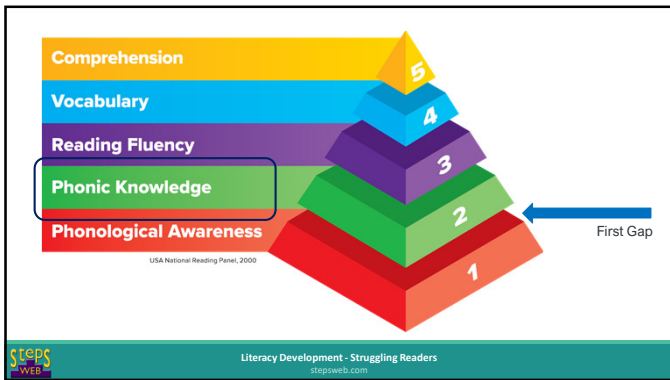 Comprehension
5
Vocabulary
4
Reading Fluency
3
Phonic Knowledge
2
First Gap
Phonological Awareness
1
USA National Reading Panel, 2000
StepS
WEB
Literacy Development - Struggling Readers
stepsweb.com